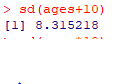 > sd(ages+10)
[1] 8.315218